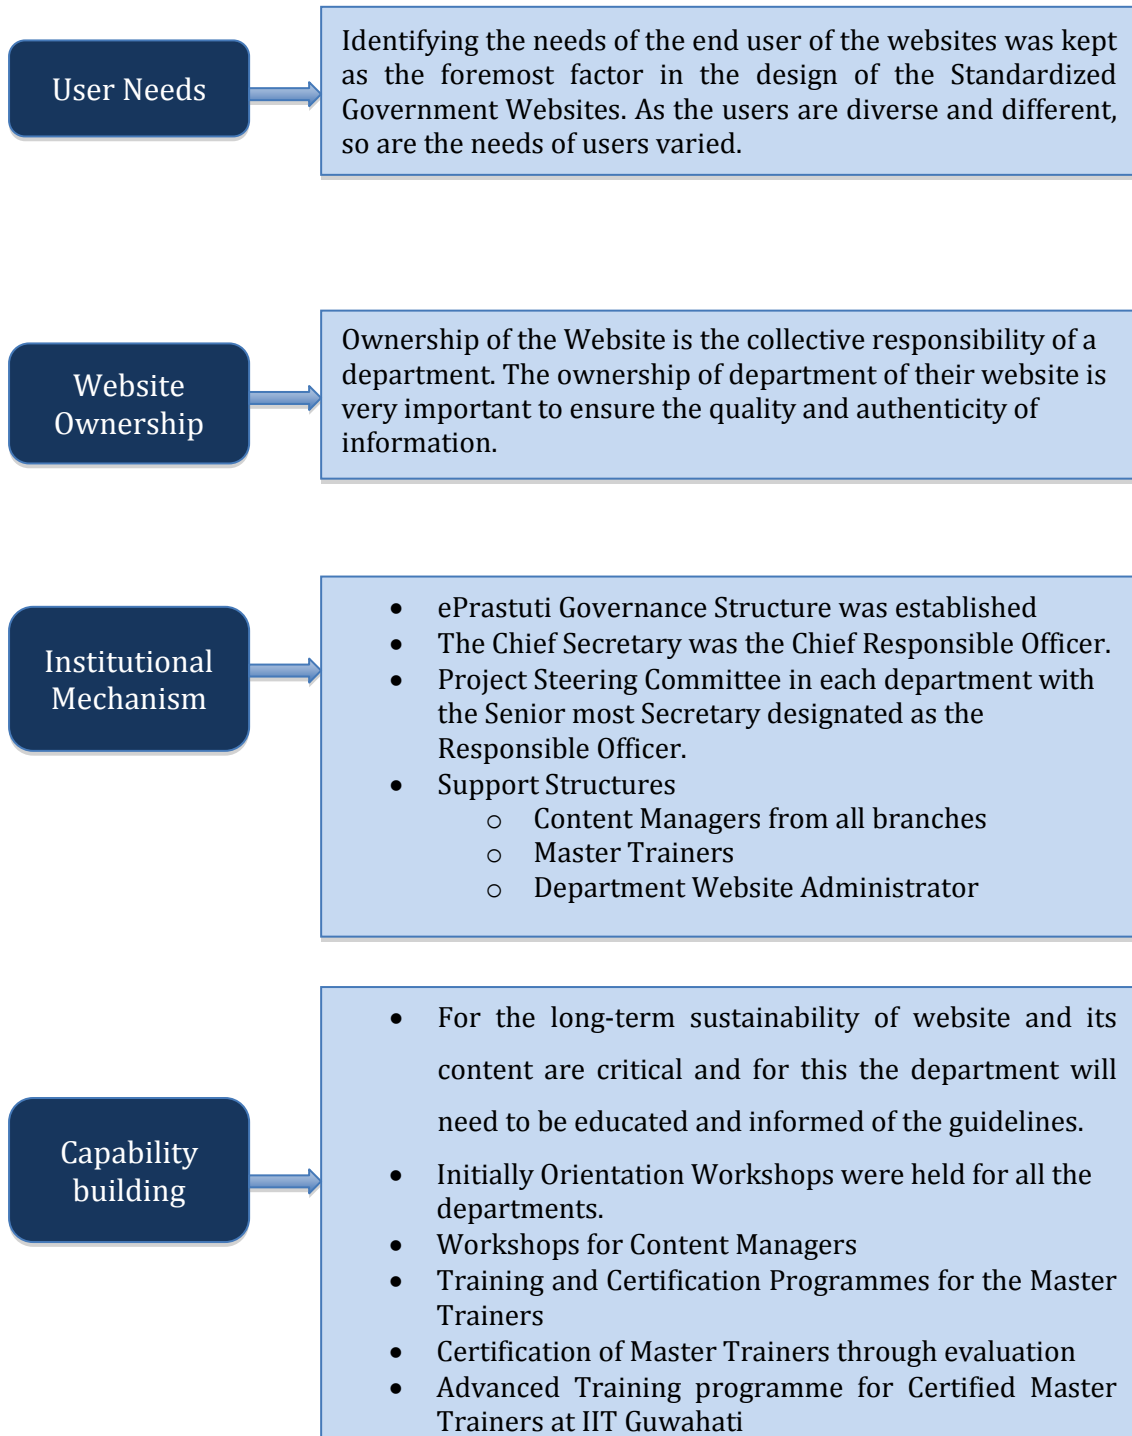 User Needs
Identifying the needs of the end user of the websites was kept
as the foremost factor in the design of the Standardized
Government Websites. As the users are diverse and different,
so are the needs of users varied.
Website
Ownership
Ownership of the Website is the collective responsibility of a
department. The ownership of department of their website is
very important to ensure the quality and authenticity of
information.
Institutional
Mechanism
• ePrastuti Governance Structure was established
• The Chief Secretary was the Chief Responsible Officer.
• Project Steering Committee in each department with
the Senior most Secretary designated as the
Responsible Officer.
• Support Structures
o Content Managers from all branches
o Master Trainers
o Department Website Administrator
Capability
building
• For the long-term sustainability of website and its
content are critical and for this the department will
need to be educated and informed of the guidelines.
• Initially Orientation Workshops were held for all the
departments.
• Workshops for Content Managers
• Training and Certification Programmes for the Master
Trainers
• Certification of Master Trainers through evaluation
• Advanced Training programme for Certified Master
Trainers at IIT Guwahati